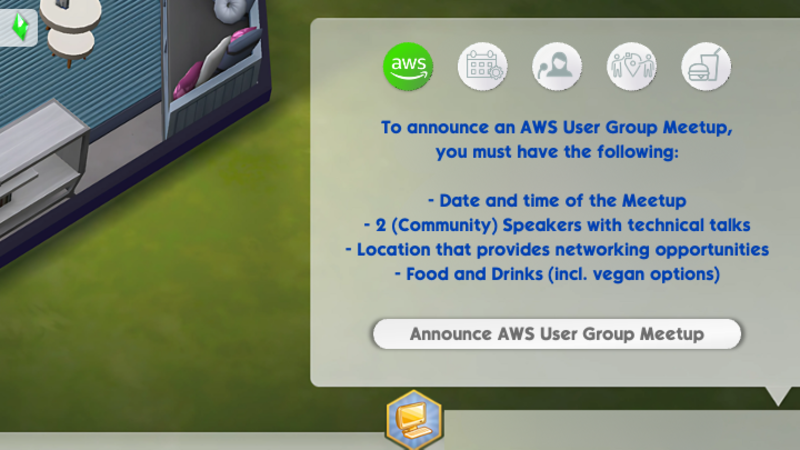 aws
To announce an AWS User Group Meetup,
you must have the following:
- Date and time of the Meetup
- 2 (Community) Speakers with technical talks
- Location that provides networking opportunities
- Food and Drinks (incl. vegan options)
Announce AWS User Group Meetup